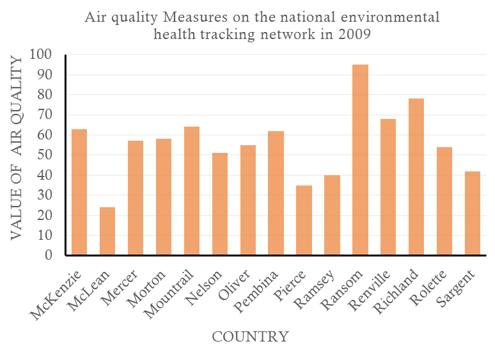 Air quality Measures on the national environmental
health tracking network in 2009
VALUE OF AIR QUALITY
100
90
80
70
60
50
40
30
20
10
0
McKenzie
McLean
Mercer
Morton
Mountrail
Nelson
Oliver
Pembina
Pierce
Ramsey
Ransom
Renville
Richland
Rolette
Sargent
COUNTRY